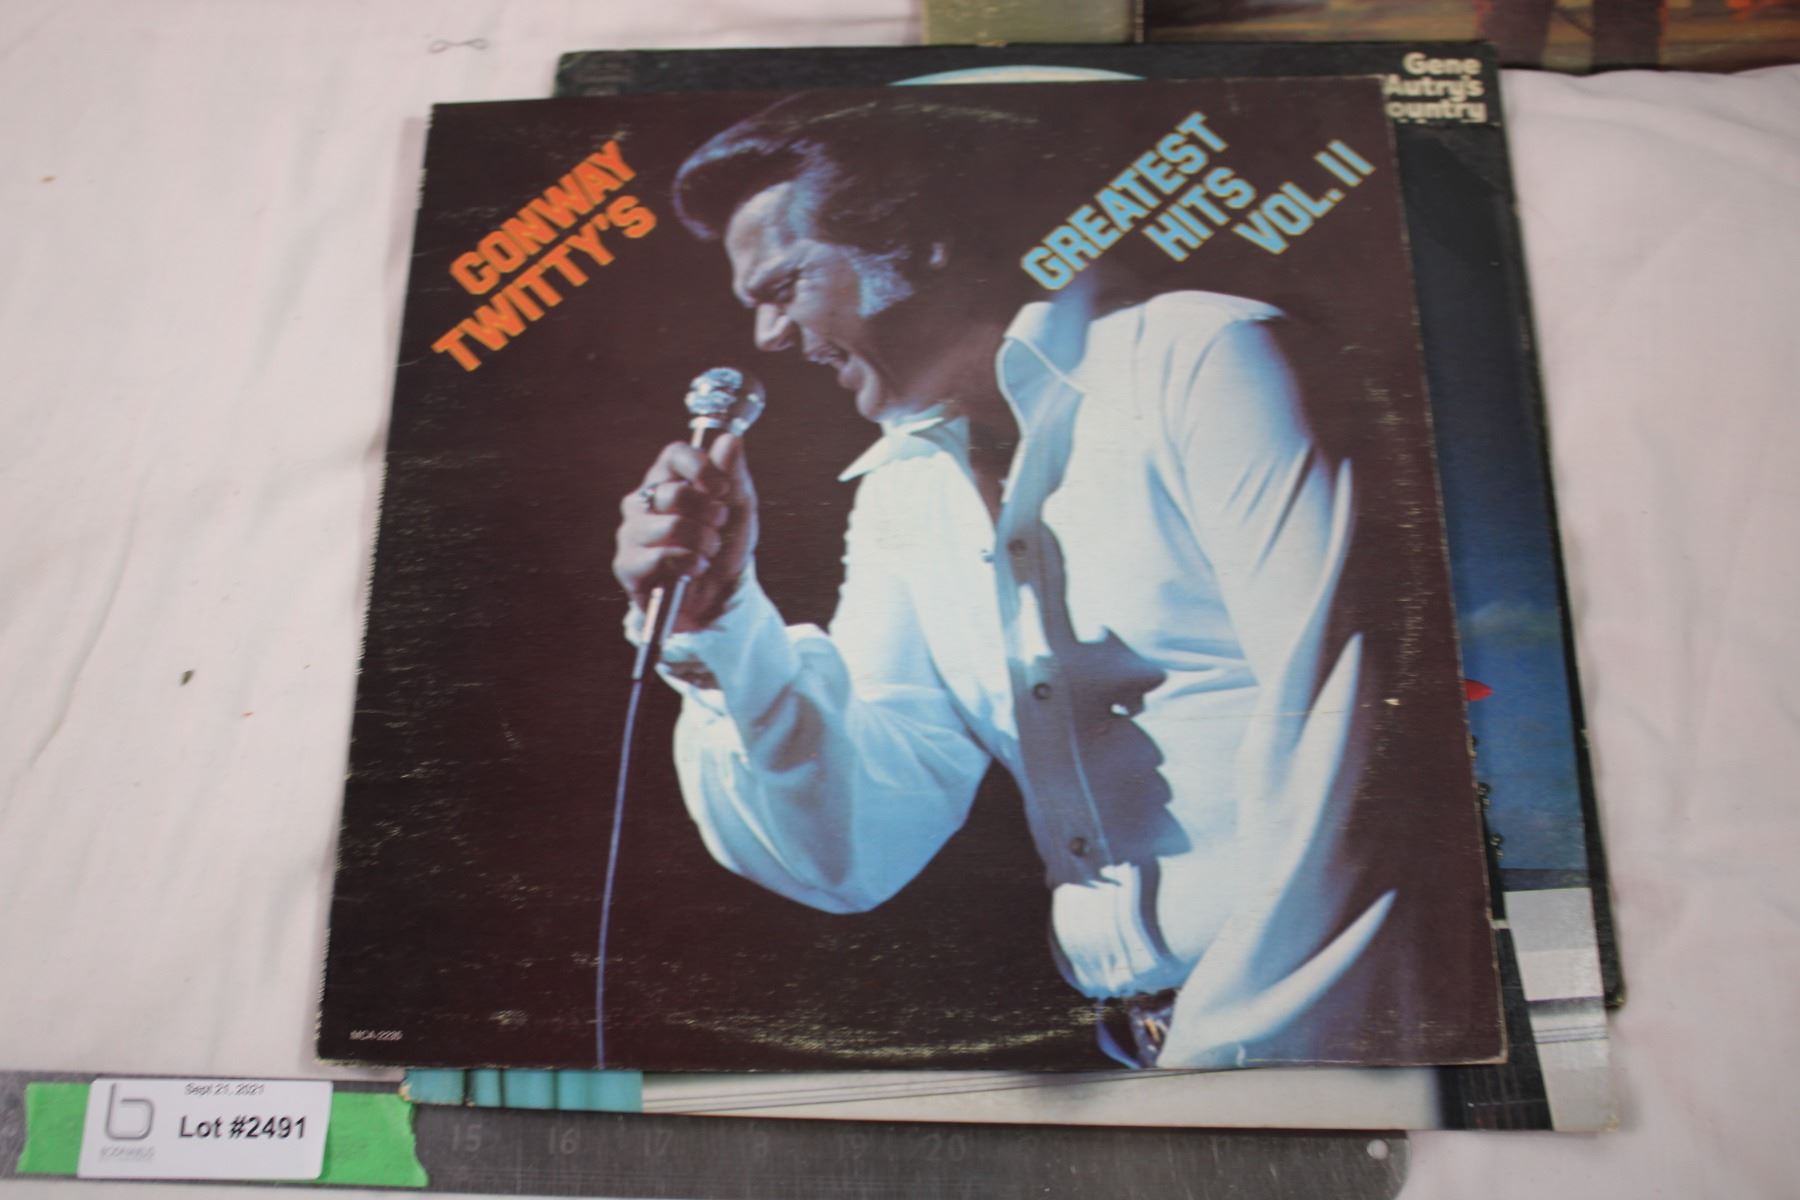 Gene
Autry's
ountry
CONWAY
TWITTY'S
GREATEST
HITS
VOL. II
MCA-2235
Sept 21, 2021
Lot #2491
15 16 17 18 19 20